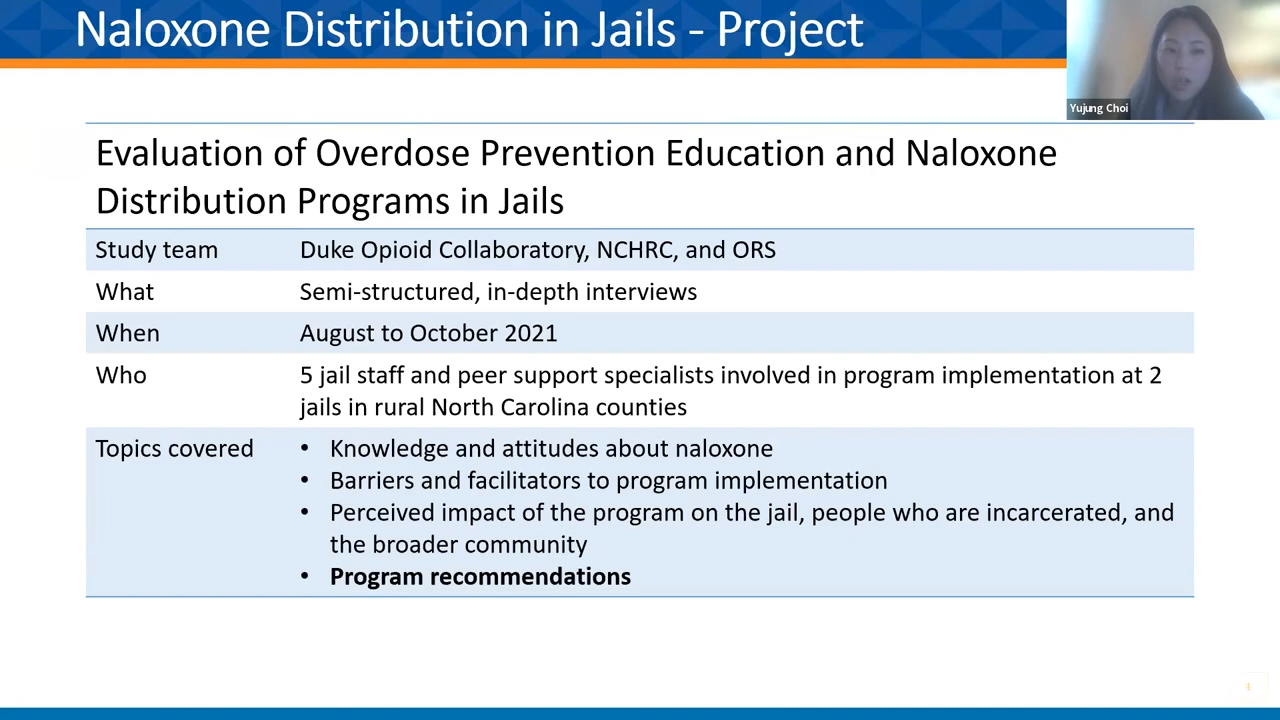 Naloxone Distribution in Jails - Project
Yujung Choi
Evaluation of Overdose Prevention Education and Naloxone
Distribution Programs in Jails
Study team Duke Opioid Collaboratory, NCHRC, and ORS
What Semi-structured, in-depth interviews
When August to October 2021
Who 5 jail staff and peer support specialists involved in program implementation at 2
jails in rural North Carolina counties
Topics covered • Knowledge and attitudes about naloxone
• Barriers and facilitators to program implementation
• Perceived impact of the program on the jail, people who are incarcerated, and
the broader community
• Program recommendations
4